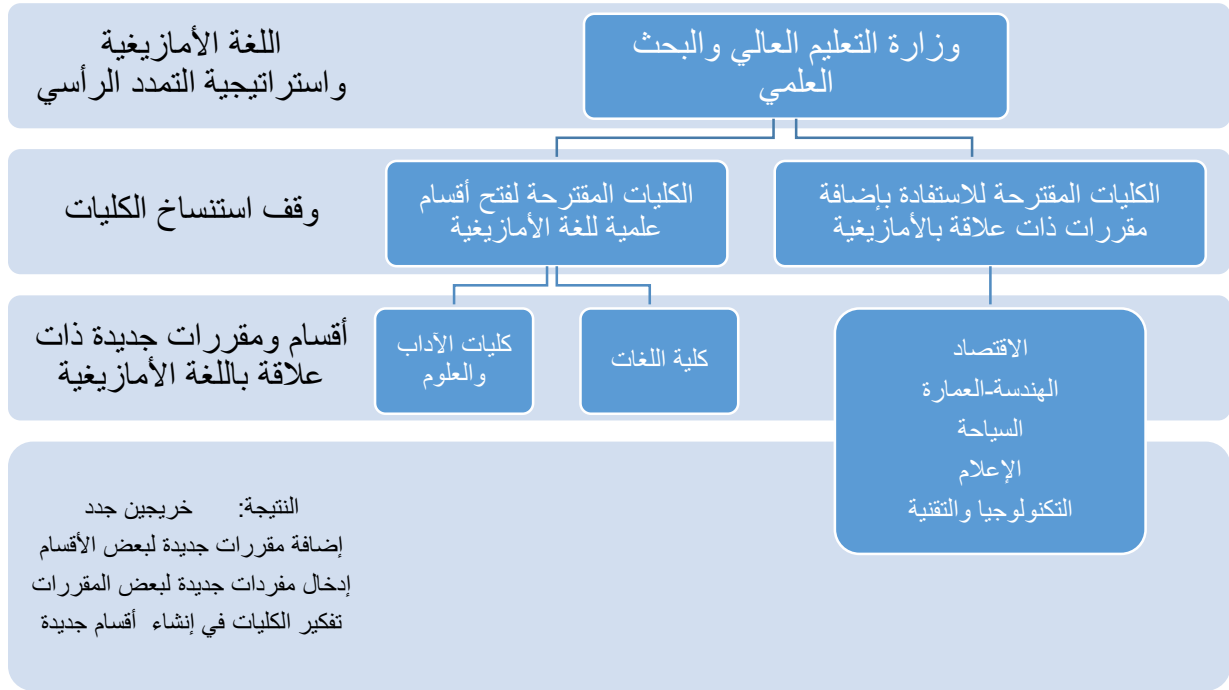 وزارة التعليم العالي والبحث
العلمي
اللغة الأمازيغية
واستراتيجية التمدد الرأسي
الكليات المقترحة للاستفادة بإضافة
مقررات ذات علاقة بالأمازيغية
الكليات المقترحة لفتح أقسام
علمية للغة الأمازيغية
وقف استنساخ الكليات
الاقتصاد
الهندسة-العمارة
السياحة
الإعلام
التكنولوجيا والتقنية
كلية اللغات
كليات الآداب
والعلوم
أقسام ومقررات جديدة ذات
علاقة باللغة الأمازيغية
النتيجة: خريجين جدد
إضافة مقررات جديدة لبعض الأقسام
إدخال مفردات جديدة لبعض المقررات
تفكير الكليات في إنشاء أقسام جديدة